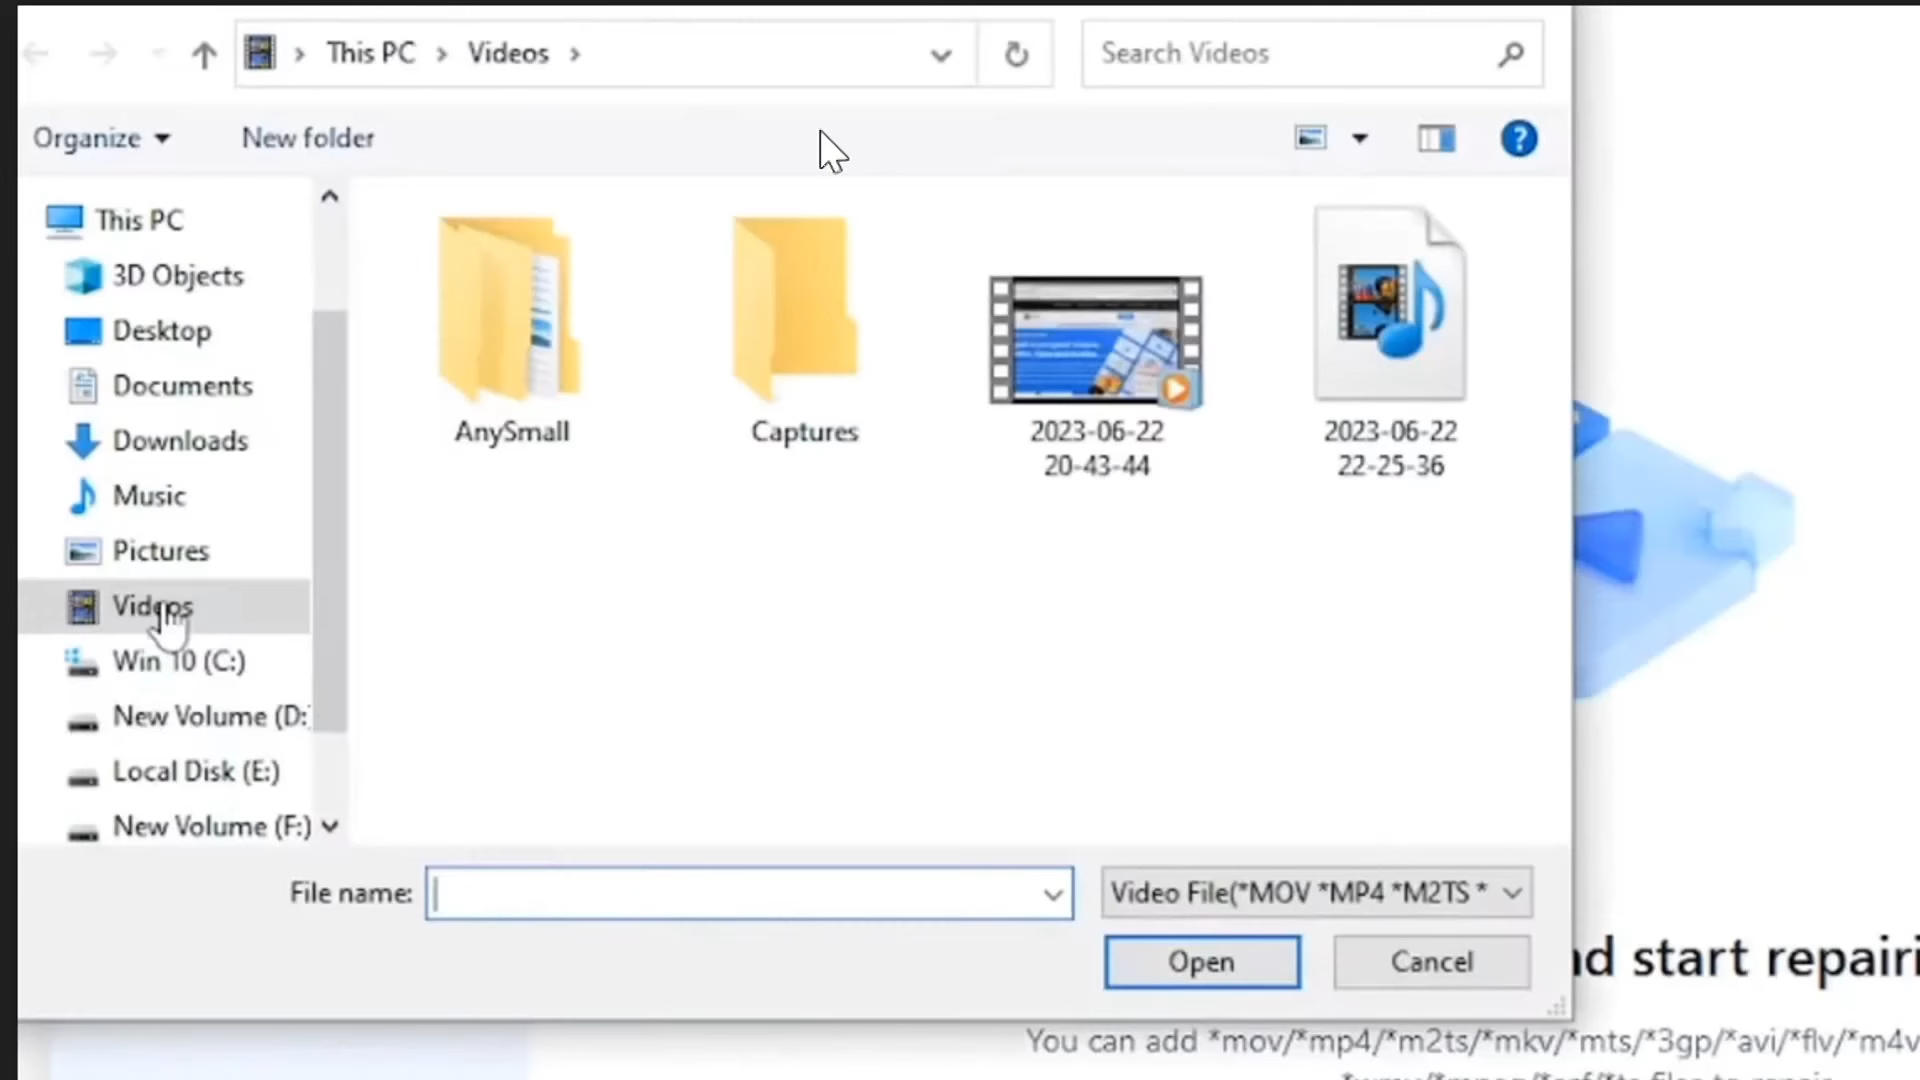 This PC
Videos
Search Videos
Organize
New folder
This PC
3D Objects
Desktop
Documents
Downloads
Music
Pictures
Videos
Win 10 (C:)
New Volume (D:
Local Disk (E:)
New Volume (F:)
AnySmall
Captures
2023-06-22
20-43-44
2023-06-22
22-25-36
File name:
Video File(*MOV *MP4 *M2TS *
Open
Cancel
nd start repairi
You can add *mov/*mp4/*m2ts/*mkv/*mts/*3gp/*avi/*flv/*m4v